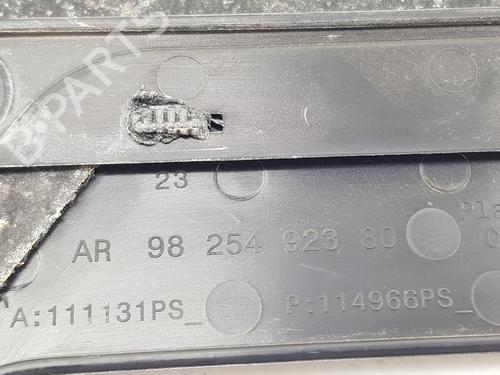 B-PARTS
23
AR 98 254 923 80
A:111131PS_
P:114966PS_